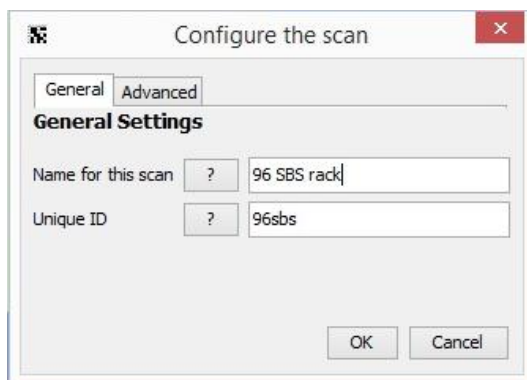 Configure the scan
General Advanced
General Settings
Name for this scan ? 96 SBS rack
Unique ID ? 96sbs
OK Cancel